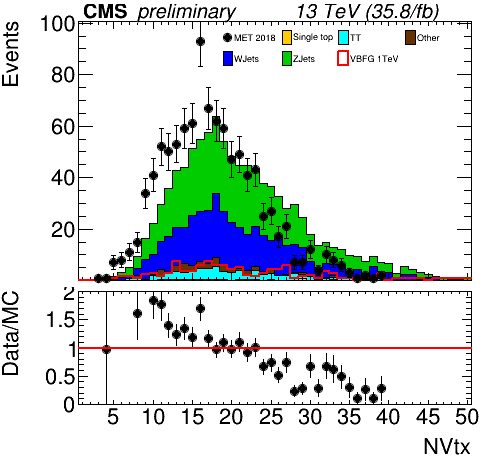 CMS preliminary 13 TeV (35.8/fb)
Events
100
80
60
40
20
MET 2018 Single top TT Other
WJets ZJets VBFG 1TeV
Data/MC
2
1.5
1
0.5
0
5 10 15 20 25 30 35 40 45 50
NVtx